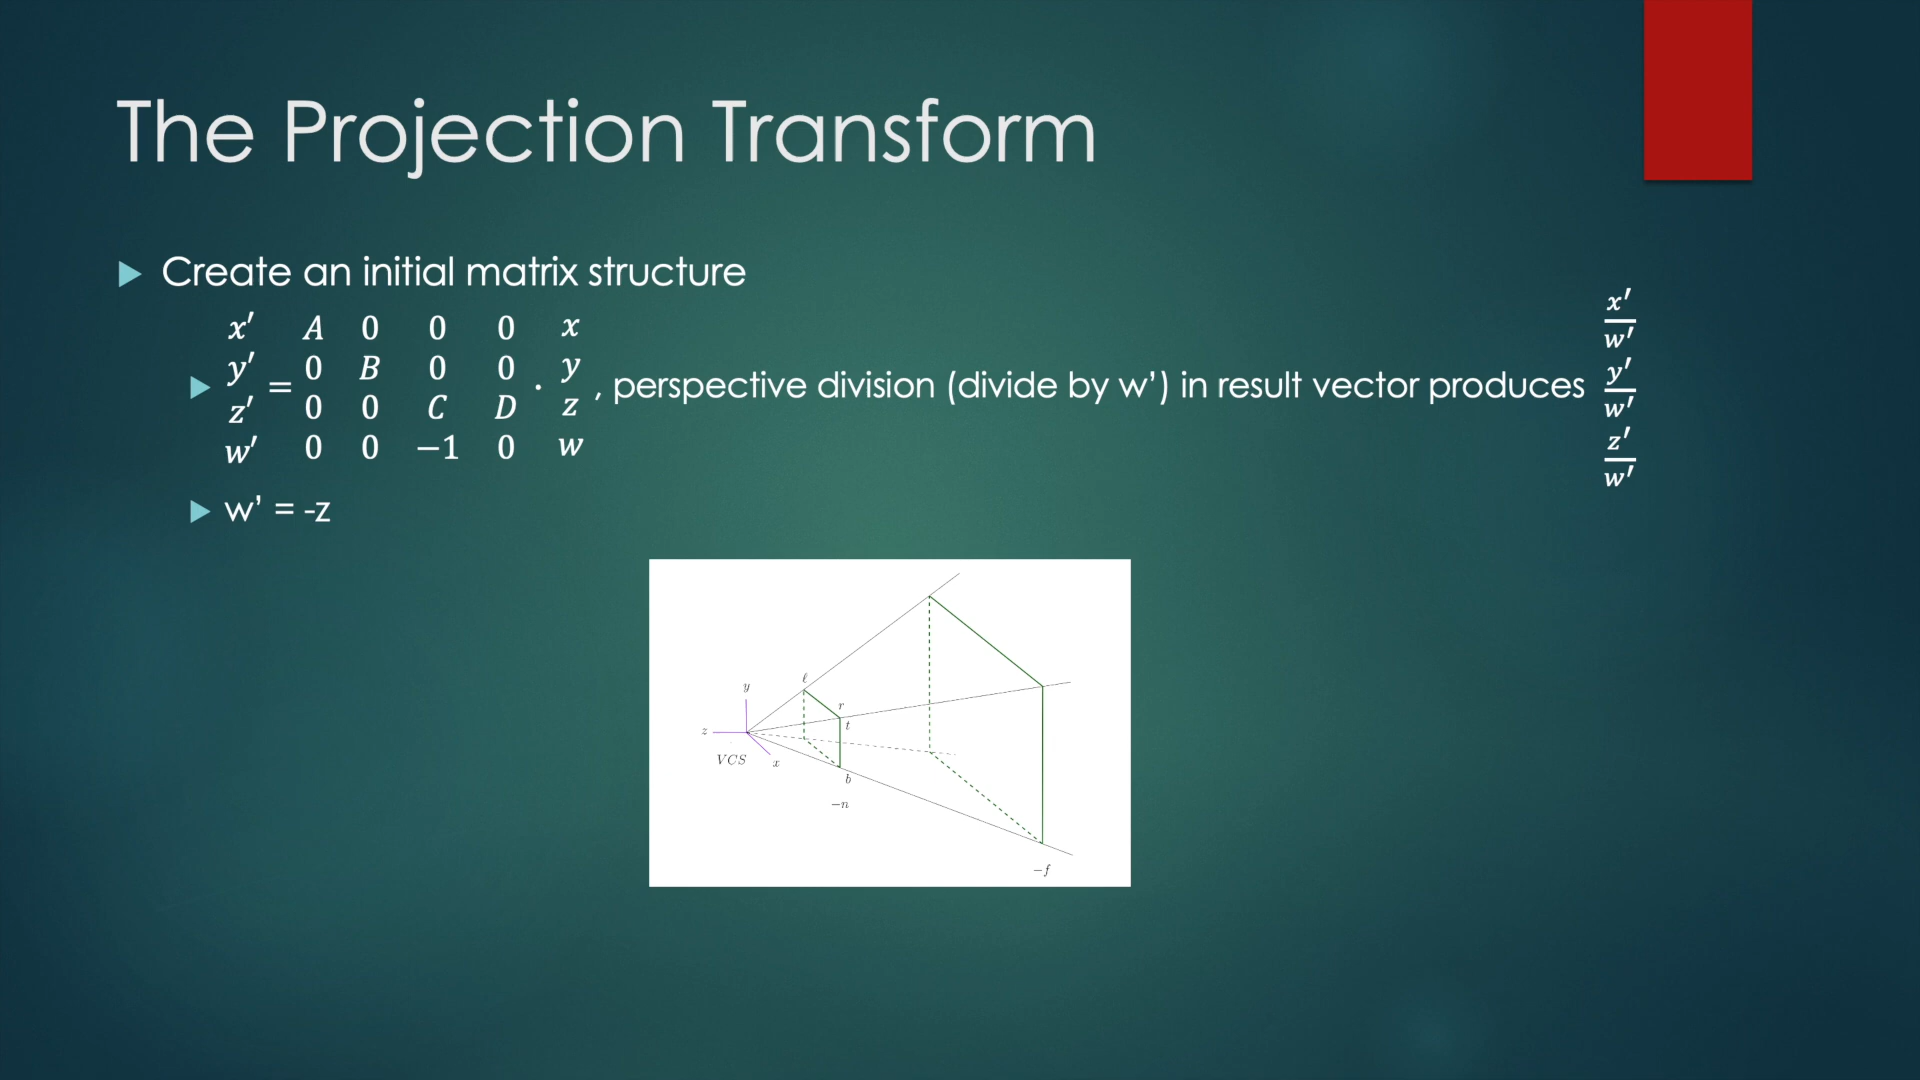 The Projection Transform
Create an initial matrix structure
x′ A 0 0 0 x
y′ 0 B 0 0 y
= · , perspective division (divide by w’) in result vector produces
z′ 0 0 C D z
w′ 0 0 −1 0 w
x′/w′
y′/w′
z′/w′
w’ = -z
ℓ
y
r
t
z
VCS
x
b
−n
−f